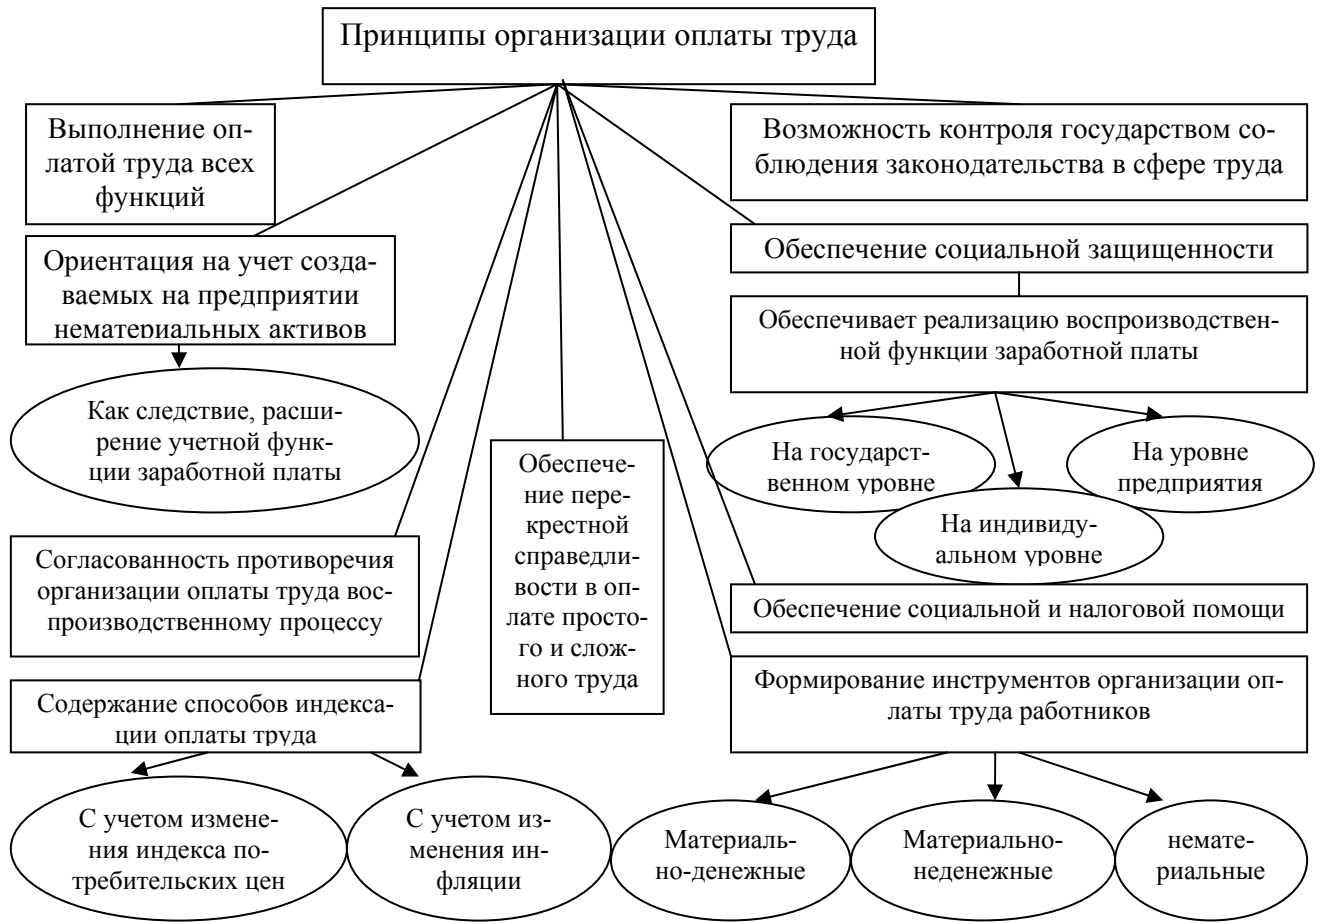 Принципы организации оплаты труда
Выполнение оп-
латой труда всех
функций
Возможность контроля государством со-
блюдения законодательства в сфере труда
Ориентация на учет созда-
ваемых на предприятии
нематериальных активов
Обеспечение социальной защищенности
Обеспечивает реализацию воспроизводствен-
ной функции заработной платы
Как следствие, расши-
рение учетной функ-
ции заработной платы
На государст-
венном уровне
На индивиду-
альном уровне
На уровне
предприятия
Обеспече-
ние пере-
крестной
справедли-
вости в оп-
лате просто-
го и слож-
ного труда
Согласованность противоречия
организации оплаты труда вос-
производственному процессу
Обеспечение социальной и налоговой помощи
Содержание способов индекса-
ции оплаты труда
Формирование инструментов организации оп-
латы труда работников
С учетом измене-
ния индекса по-
требительских цен
С учетом из-
менения ин-
фляции
Материаль-
но-денежные
Материально-
неденежные
немате-
риальные